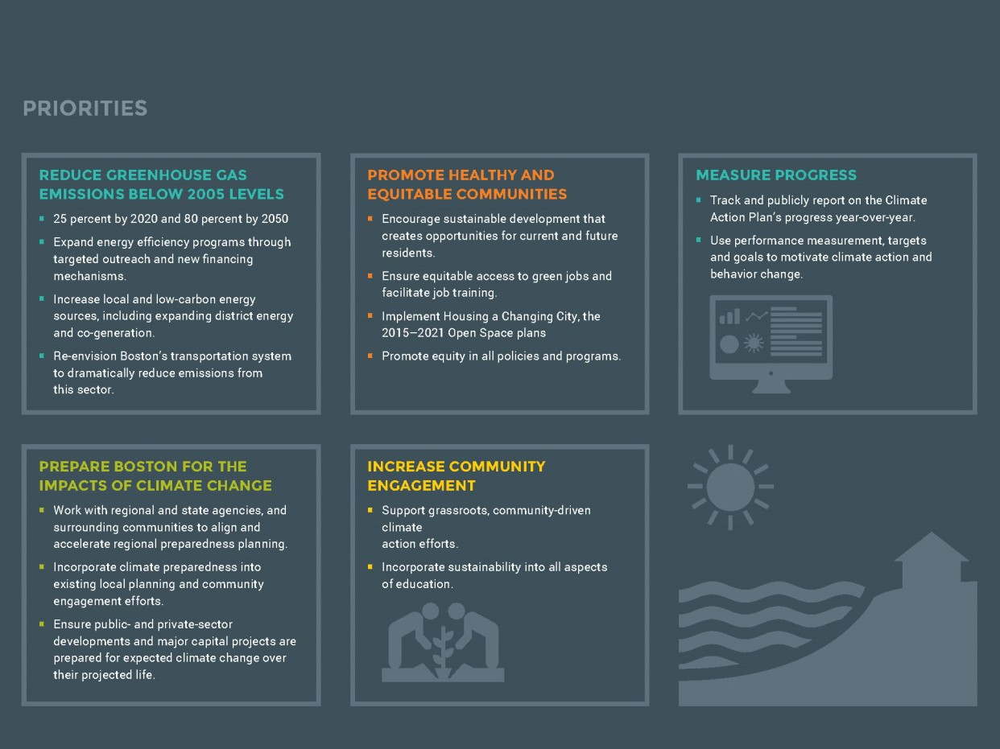 PRIORITIES
REDUCE GREENHOUSE GAS
EMISSIONS BELOW 2005 LEVELS
▪ 25 percent by 2020 and 80 percent by 2050
▪ Expand energy efficiency programs through
targeted outreach and new financing
mechanisms.
▪ Increase local and low-carbon energy
sources, including expanding district energy
and co-generation.
▪ Re-envision Boston's transportation system
to dramatically reduce emissions from
this sector.
PROMOTE HEALTHY AND
EQUITABLE COMMUNITIES
▪ Encourage sustainable development that
creates opportunities for current and future
residents.
▪ Ensure equitable access to green jobs and
facilitate job training.
▪ Implement Housing a Changing City, the
2015–2021 Open Space plans
▪ Promote equity in all policies and programs.
MEASURE PROGRESS
▪ Track and publicly report on the Climate
Action Plan's progress year-over-year.
▪ Use performance measurement, targets
and goals to motivate climate action and
behavior change.
PREPARE BOSTON FOR THE
IMPACTS OF CLIMATE CHANGE
▪ Work with regional and state agencies, and
surrounding communities to align and
accelerate regional preparedness planning.
▪ Incorporate climate preparedness into
existing local planning and community
engagement efforts.
▪ Ensure public- and private-sector
developments and major capital projects are
prepared for expected climate change over
their projected life.
INCREASE COMMUNITY
ENGAGEMENT
▪ Support grassroots, community-driven
climate
action efforts.
▪ Incorporate sustainability into all aspects
of education.